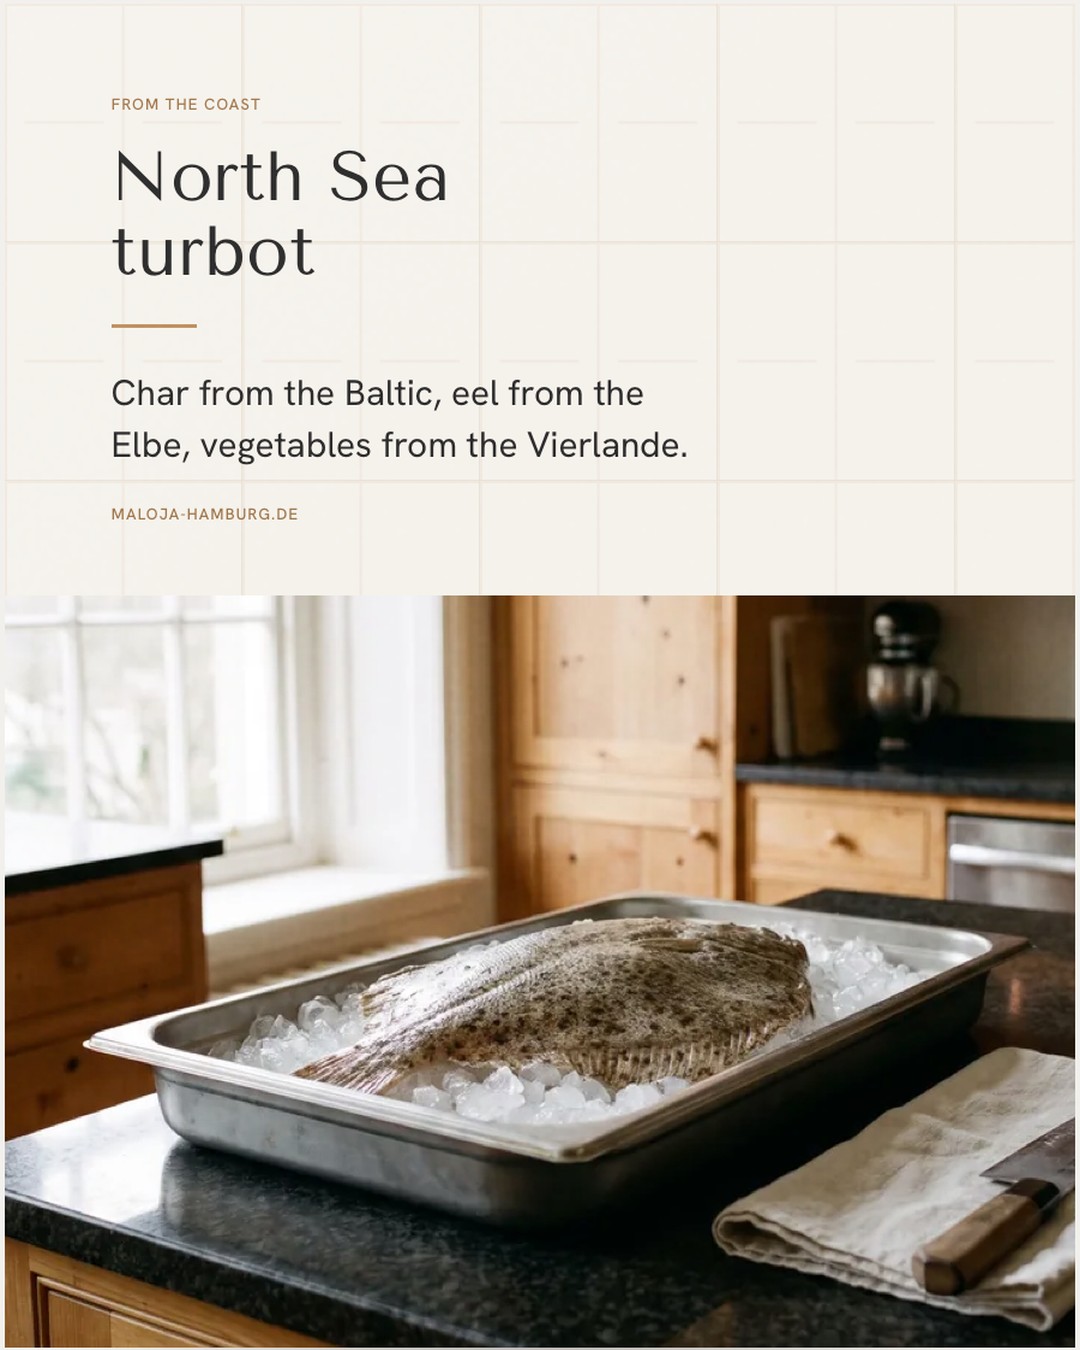 FROM THE COAST
North Sea
turbot
Char from the Baltic, eel from the
Elbe, vegetables from the Vierlande.
MALOJA-HAMBURG.DE